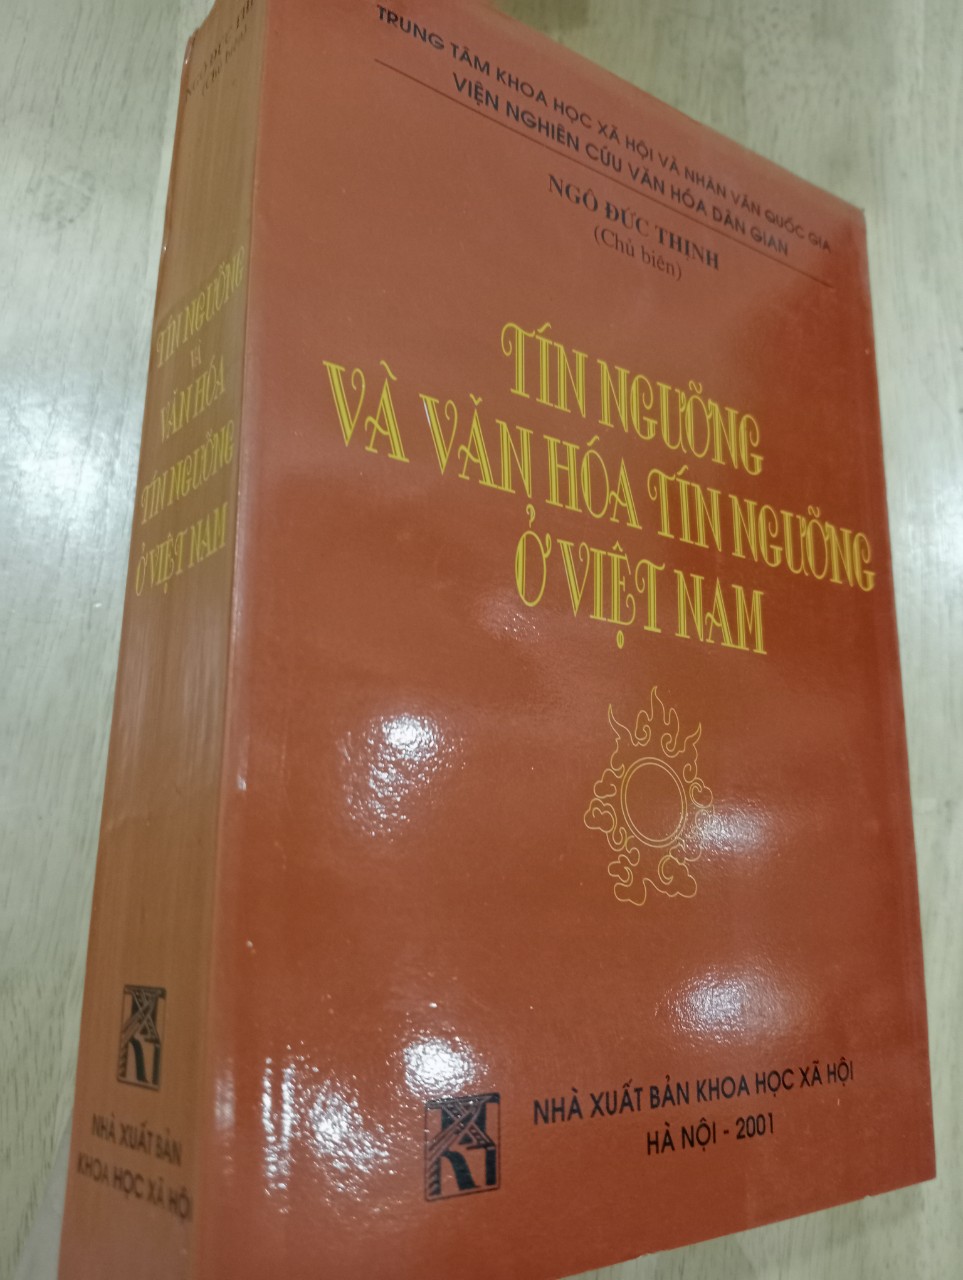 TRUNG TÂM KHOA HỌC XÃ HỘI VÀ NHÂN VĂN QUỐC GIA
VIỆN NGHIÊN CỨU VĂN HÓA DÂN GIAN
NGÔ ĐỨC THỊNH
(Chủ biên)
TÍN NGƯỠNG
VÀ VĂN HÓA TÍN NGƯỠNG
Ở VIỆT NAM
NHÀ XUẤT BẢN KHOA HỌC XÃ HỘI
HÀ NỘI - 2001
(Chủ biên)
TÍN NGƯỠNG
VÀ
VĂN HÓA
TÍN NGƯỠNG
Ở VIỆT NAM
NHÀ XUẤT BẢN
KHOA HỌC XÃ HỘI